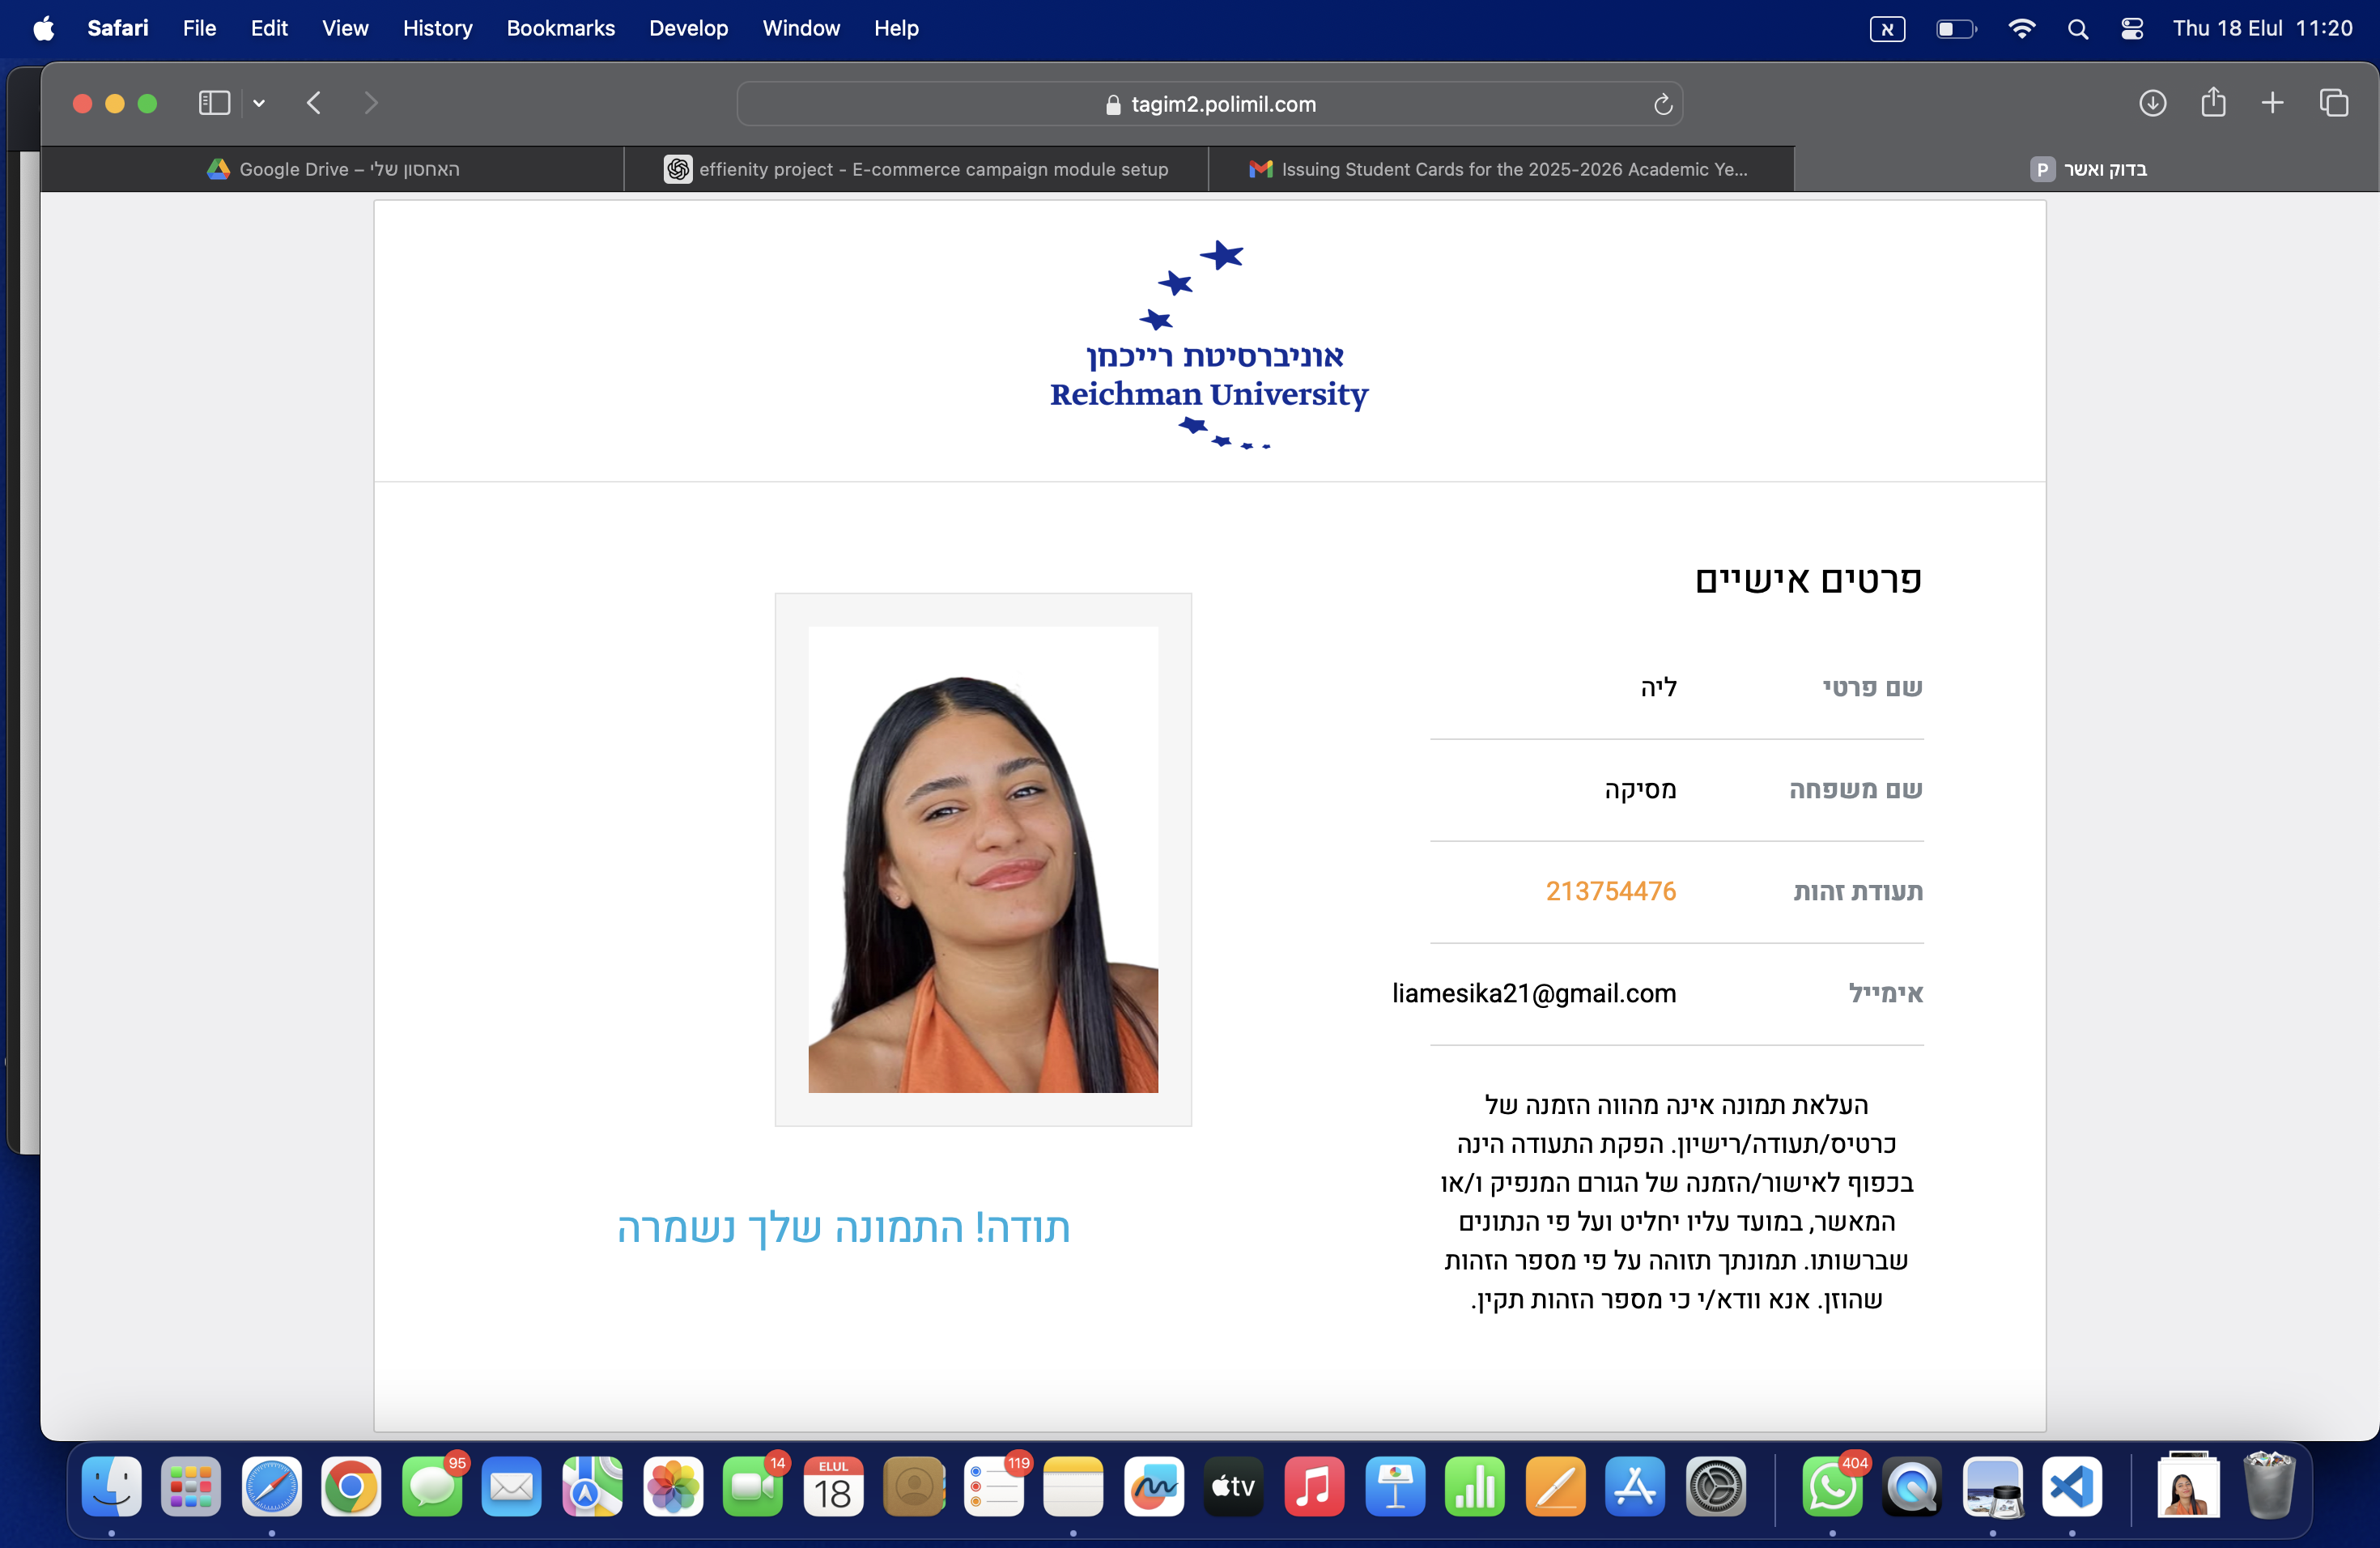 Safari File Edit View History Bookmarks Develop Window Help
א Thu 18 Elul 11:20
tagim2.polimil.com
האחסון שלי – Google Drive
effienity project - E-commerce campaign module setup
Issuing Student Cards for the 2025-2026 Academic Ye...
P בדוק ואשר
אוניברסיטת רייכמן
Reichman University
פרטים אישיים
שם פרטי ליה
שם משפחה מסיקה
תעודת זהות 213754476
אימייל liamesika21@gmail.com
העלאת תמונה אינה מהווה הזמנה של
כרטיס/תעודה/רישיון. הפקת התעודה הינה
בכפוף לאישור/הזמנה של הגורם המנפיק ו/או
המאשר, במועד עליו יחליט ועל פי הנתונים
שברשותו. תמונתך תזוהה על פי מספר הזהות
שהוזן. אנא וודא/י כי מספר הזהות תקין.
תודה! התמונה שלך נשמרה
95
14
ELUL
18
119
tv
404